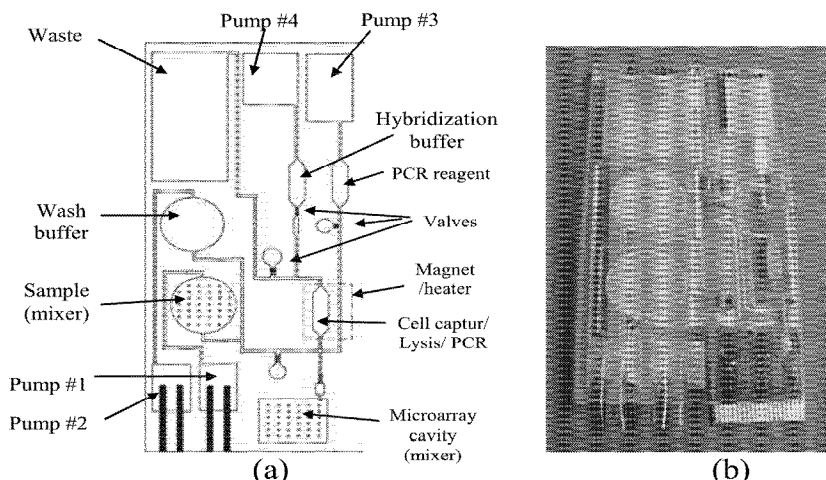 Pump #4
Pump #3
Waste
Hybridization
buffer
PCR reagent
Wash
buffer
Valves
Magnet
/heater
Sample
(mixer)
Cell captur/
Lysis/ PCR
Pump #1
Pump #2
Microarray
cavity
(mixer)
(a)
(b)